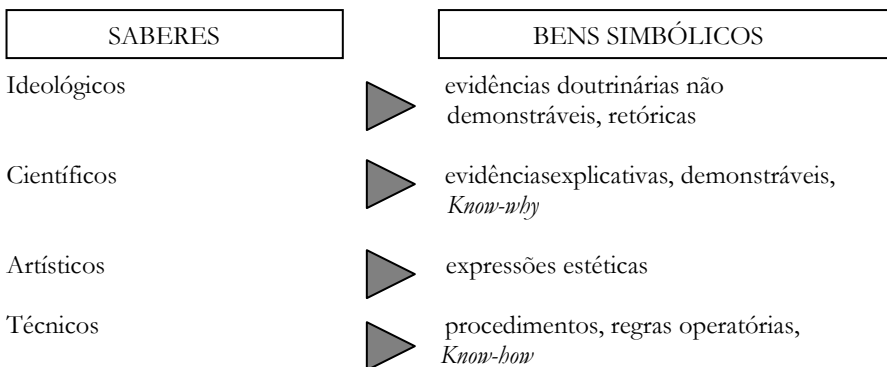 SABERES
BENS SIMBÓLICOS
Ideológicos
evidências doutrinárias não
demonstráveis, retóricas
Científicos
evidênciasexplicativas, demonstráveis,
Know-why
Artísticos
expressões estéticas
Técnicos
procedimentos, regras operatórias,
Know-how